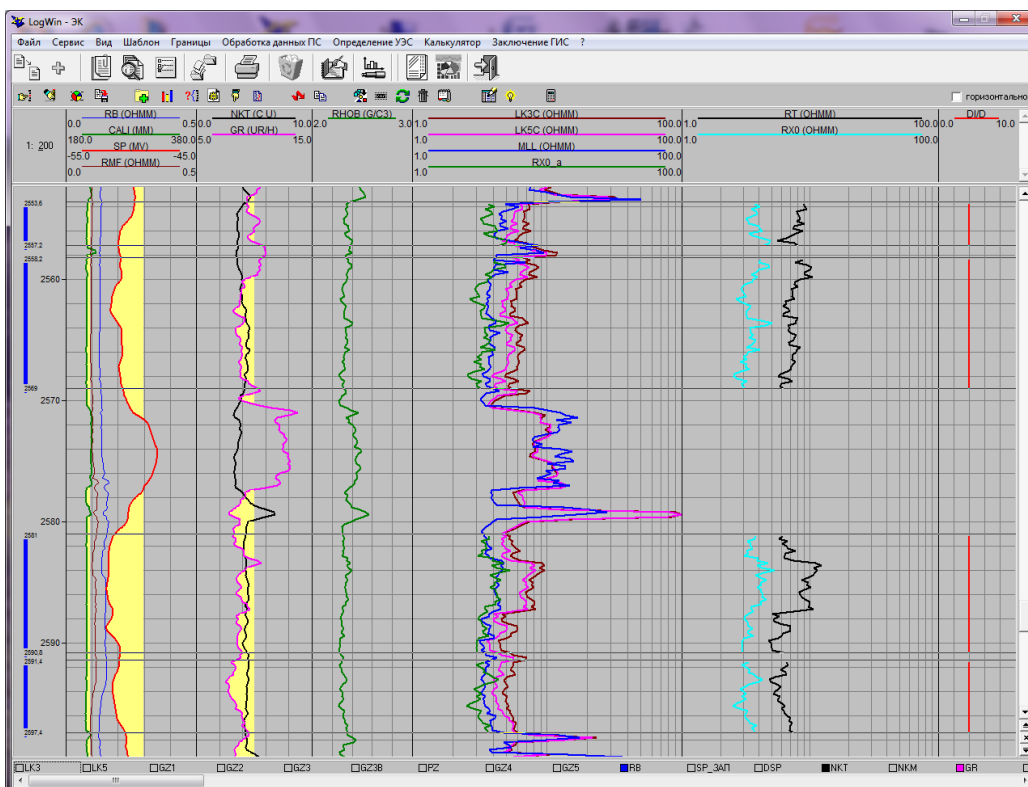 LogWin - ЭК
Файл Сервис Вид Шаблон Границы Обработка данных ПС Определение УЭС Калькулятор Заключение ГИС ?
горизонтально
RB (OHMM) NKT (C U) RHOB (G/C3) LK3C (OHMM) RT (OHMM) DI/D
0.0 0.5 0.0 10.0 2.0 3.0 1.0 100.0 1.0 100.0 0.0 10.0
CALI (MM) GR (UR/H) LK5C (OHMM) RX0 (OHMM)
180.0 380.0 5.0 15.0 1.0 100.0 1.0 100.0
1: 200
SP (MV) MLL (OHMM)
-55.0 -45.0 1.0 100.0
RMF (OHMM) RX0_a
0.0 0.5 1.0 100.0
2553.6
2557.2
2558.2
2560
2569
2570
2580
2581
2590
2590.8
2591.4
2597.4
LK3 LK5 GZ1 GZ2 GZ3 GZ3B PZ GZ4 GZ5 RB SP_ЗАП DSP NKT NKM GR